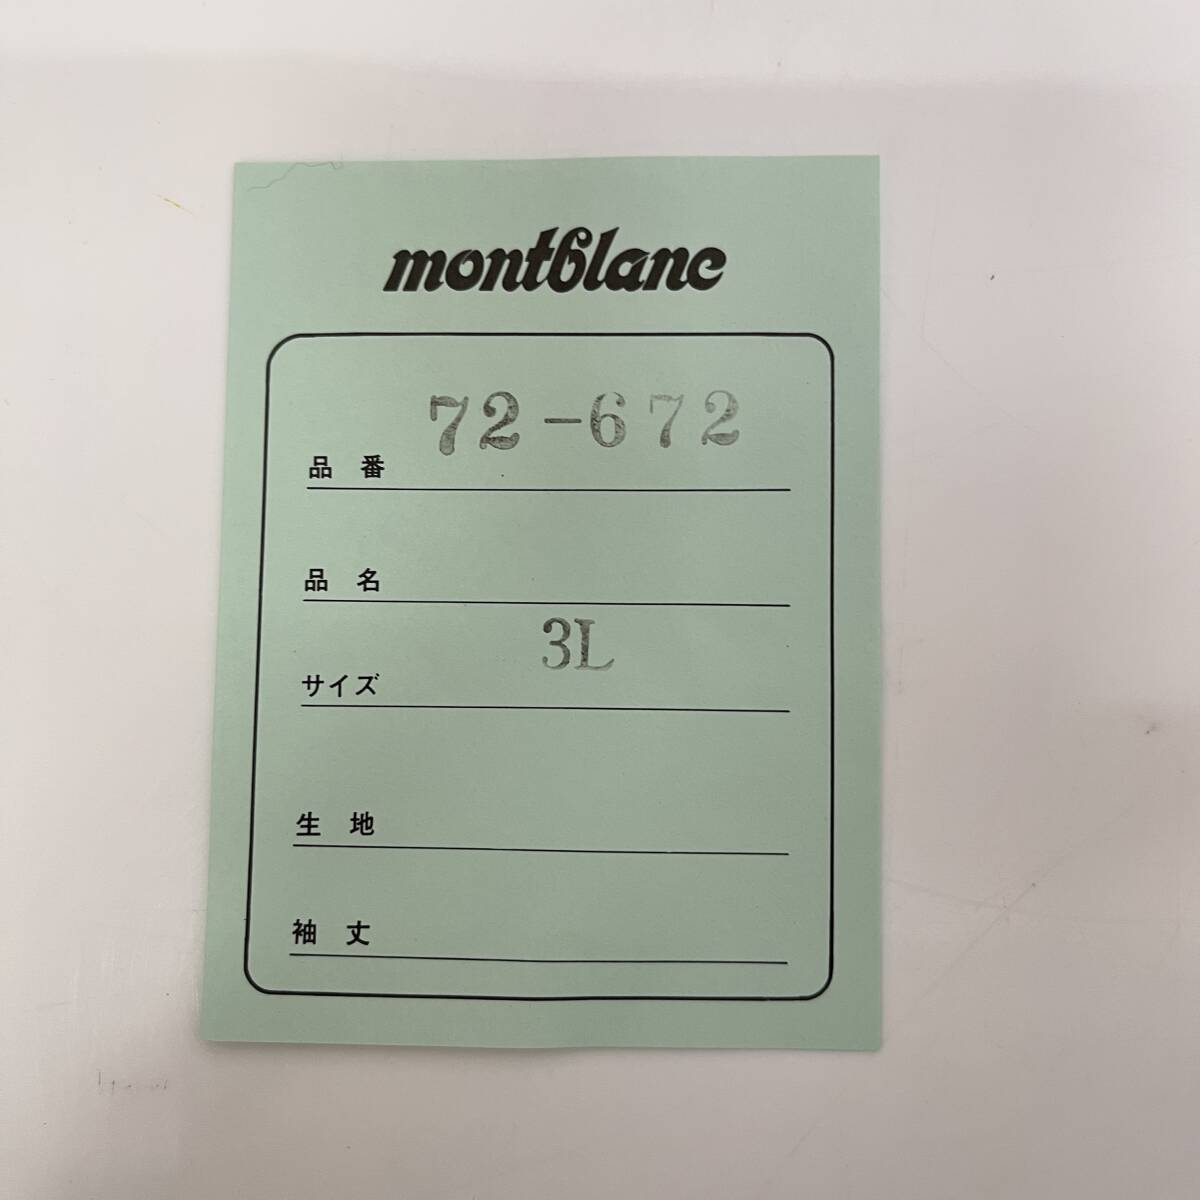 montblanc
品番 72-672
品名
サイズ 3L
生地
袖丈